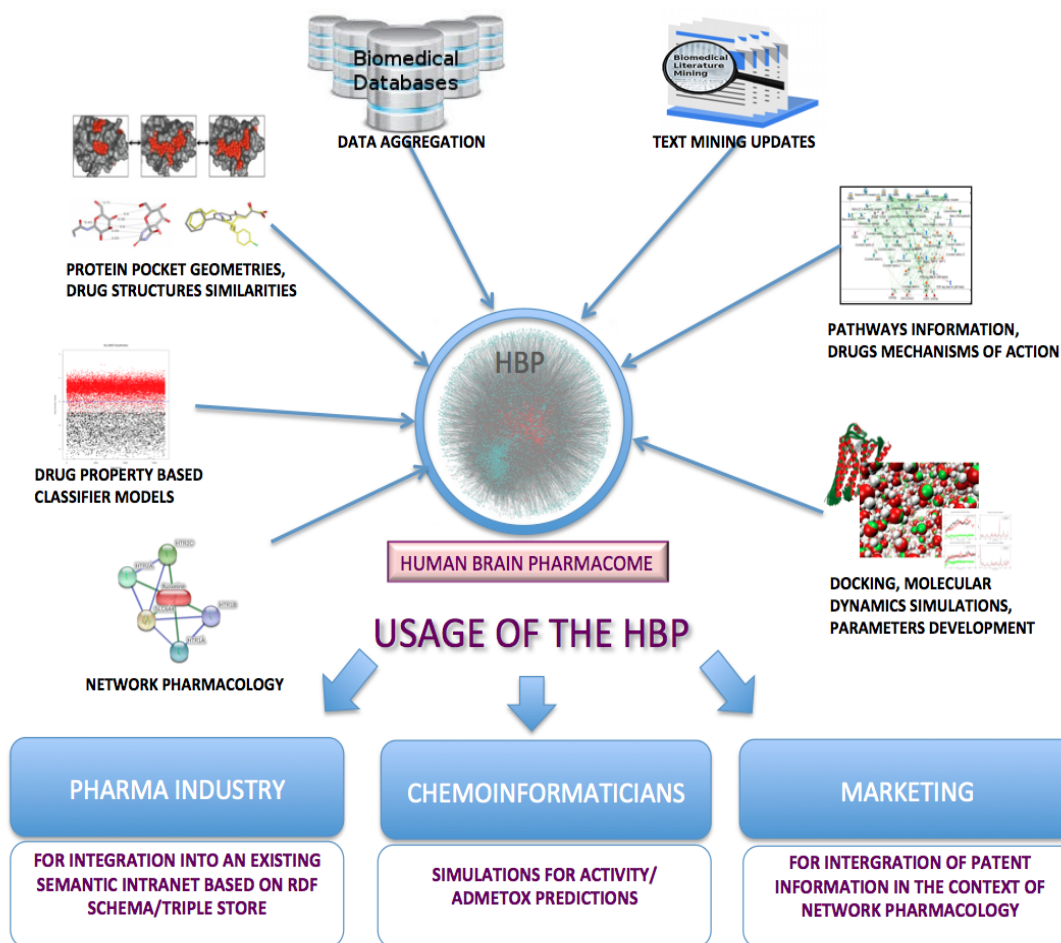 Biomedical
Databases
Biomedical
Literature
Mining
DATA AGGREGATION
TEXT MINING UPDATES
PROTEIN POCKET GEOMETRIES,
DRUG STRUCTURES SIMILARITIES
PATHWAYS INFORMATION,
DRUGS MECHANISMS OF ACTION
HBP
DRUG PROPERTY BASED
CLASSIFIER MODELS
HUMAN BRAIN PHARMACOME
DOCKING, MOLECULAR
DYNAMICS SIMULATIONS,
PARAMETERS DEVELOPMENT
NETWORK PHARMACOLOGY
USAGE OF THE HBP
PHARMA INDUSTRY
FOR INTEGRATION INTO AN EXISTING
SEMANTIC INTRANET BASED ON RDF
SCHEMA/TRIPLE STORE
CHEMOINFORMATICIANS
SIMULATIONS FOR ACTIVITY/
ADMETOX PREDICTIONS
MARKETING
FOR INTERGRATION OF PATENT
INFORMATION IN THE CONTEXT OF
NETWORK PHARMACOLOGY